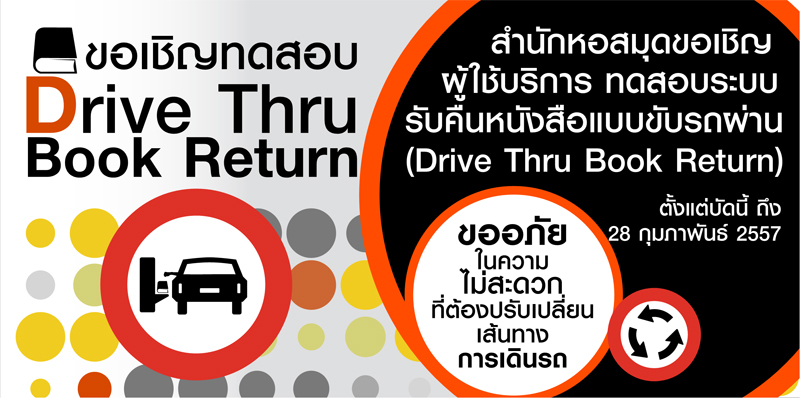 ขอเชิญทดสอบ
Drive Thru
Book Return
สำนักหอสมุดขอเชิญ
ผู้ใช้บริการ ทดสอบระบบ
รับคืนหนังสือแบบขับรถผ่าน
(Drive Thru Book Return)
ตั้งแต่บัดนี้ ถึง
28 กุมภาพันธ์ 2557
ขออภัย
ในความ
ไม่สะดวก
ที่ต้องปรับเปลี่ยน
เส้นทาง
การเดินรถ